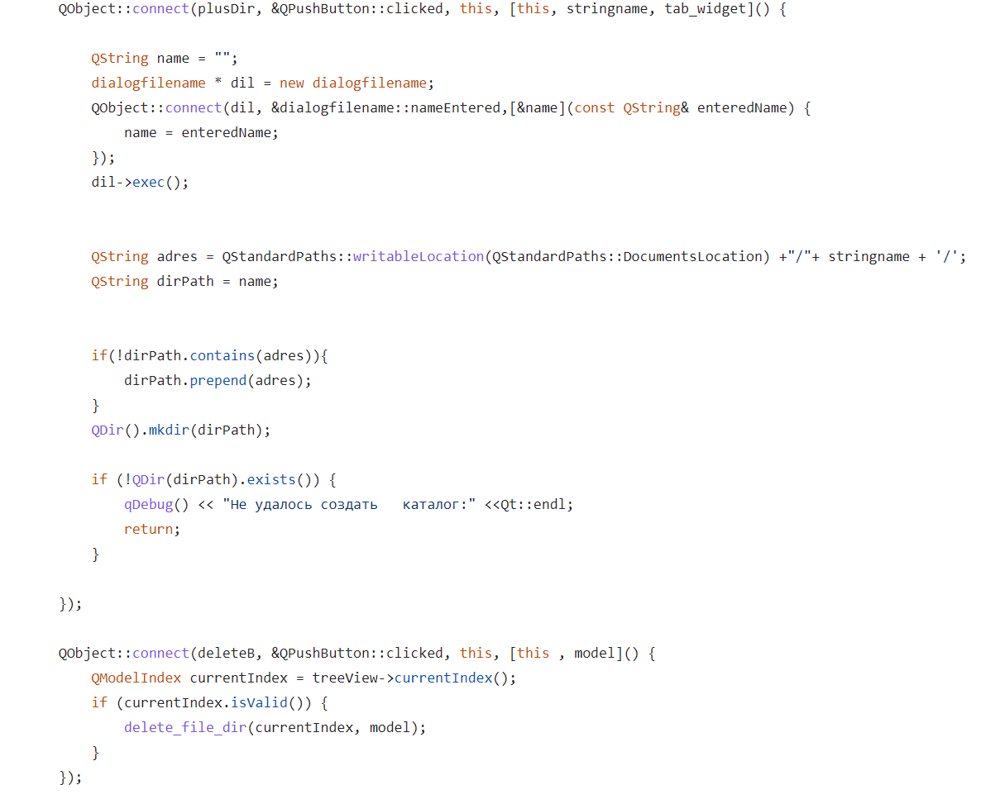 QObject::connect(plusDir, &QPushButton::clicked, this, [this, stringname, tab_widget]() {
QString name = "";
dialogfilename * dil = new dialogfilename;
QObject::connect(dil, &dialogfilename::nameEntered,[&name](const QString& enteredName) {
name = enteredName;
});
dil->exec();
QString adres = QStandardPaths::writableLocation(QStandardPaths::DocumentsLocation) +"/"+ stringname + '/';
QString dirPath = name;
if(!dirPath.contains(adres)){
dirPath.prepend(adres);
}
QDir().mkdir(dirPath);
if (!QDir(dirPath).exists()) {
qDebug() << "Не удалось создать   каталог:" <<Qt::endl;
return;
}
});
QObject::connect(deleteB, &QPushButton::clicked, this, [this , model]() {
QModelIndex currentIndex = treeView->currentIndex();
if (currentIndex.isValid()) {
delete_file_dir(currentIndex, model);
}
});